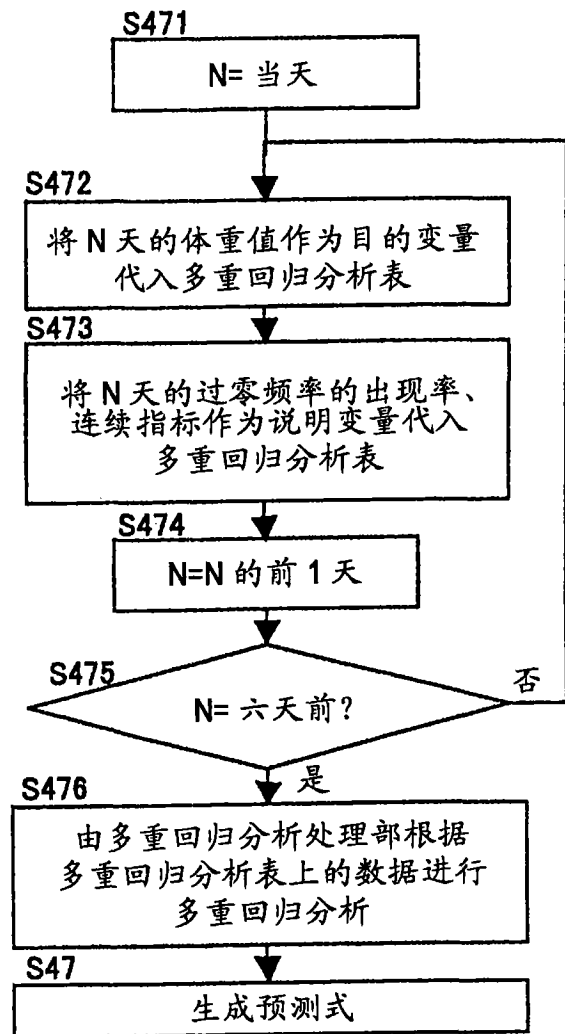 S471
N= 当天
S472
将 N 天的体重值作为目的变量
代入多重回归分析表
S473
将 N 天的过零频率的出现率、
连续指标作为说明变量代入
多重回归分析表
S474
N=N 的前 1 天
S475
N= 六天前?
否
是
S476
由多重回归分析处理部根据
多重回归分析表上的数据进行
多重回归分析
S47
生成预测式